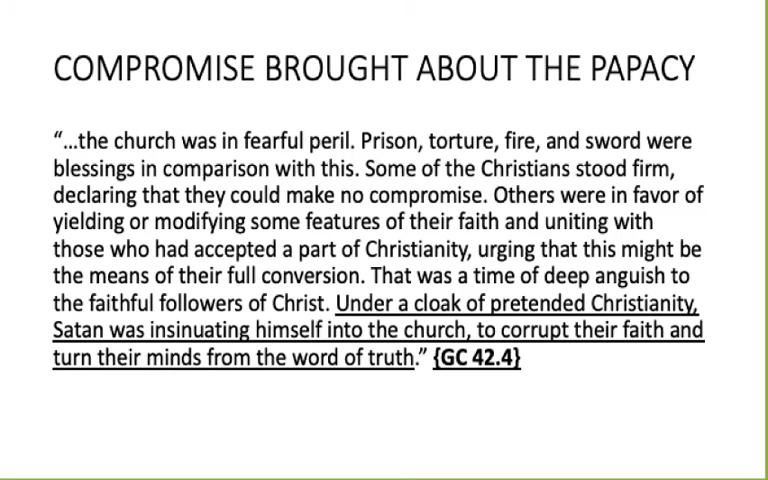 COMPROMISE BROUGHT ABOUT THE PAPACY
“…the church was in fearful peril. Prison, torture, fire, and sword were
blessings in comparison with this. Some of the Christians stood firm,
declaring that they could make no compromise. Others were in favor of
yielding or modifying some features of their faith and uniting with
those who had accepted a part of Christianity, urging that this might be
the means of their full conversion. That was a time of deep anguish to
the faithful followers of Christ. Under a cloak of pretended Christianity,
Satan was insinuating himself into the church, to corrupt their faith and
turn their minds from the word of truth.” {GC 42.4}